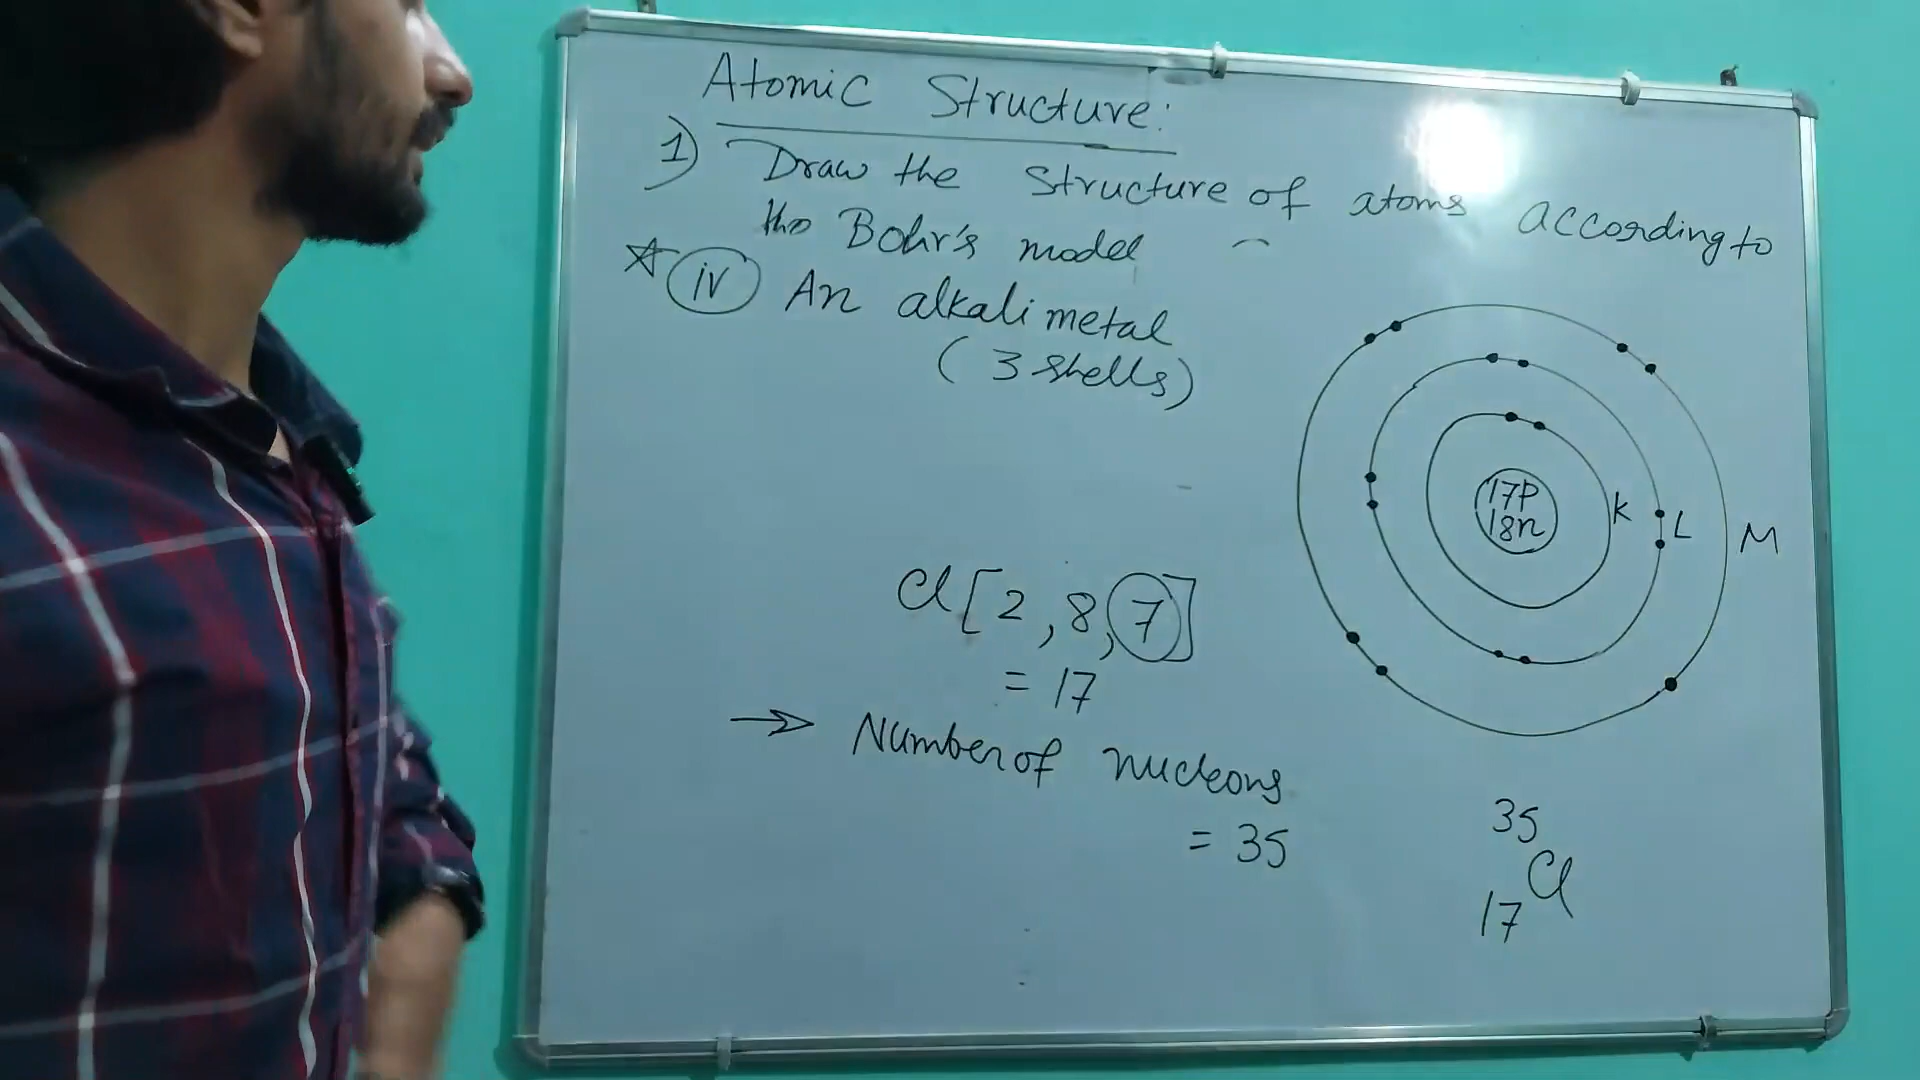 Atomic Structure:
1) Draw the structure of atoms according to
the Bohr's model
☆ iv An alkali metal
(3 shells)
17P
18n
K L M
Cl [2, 8, 7]
= 17
→ Number of nucleons
= 35
35
Cl
17